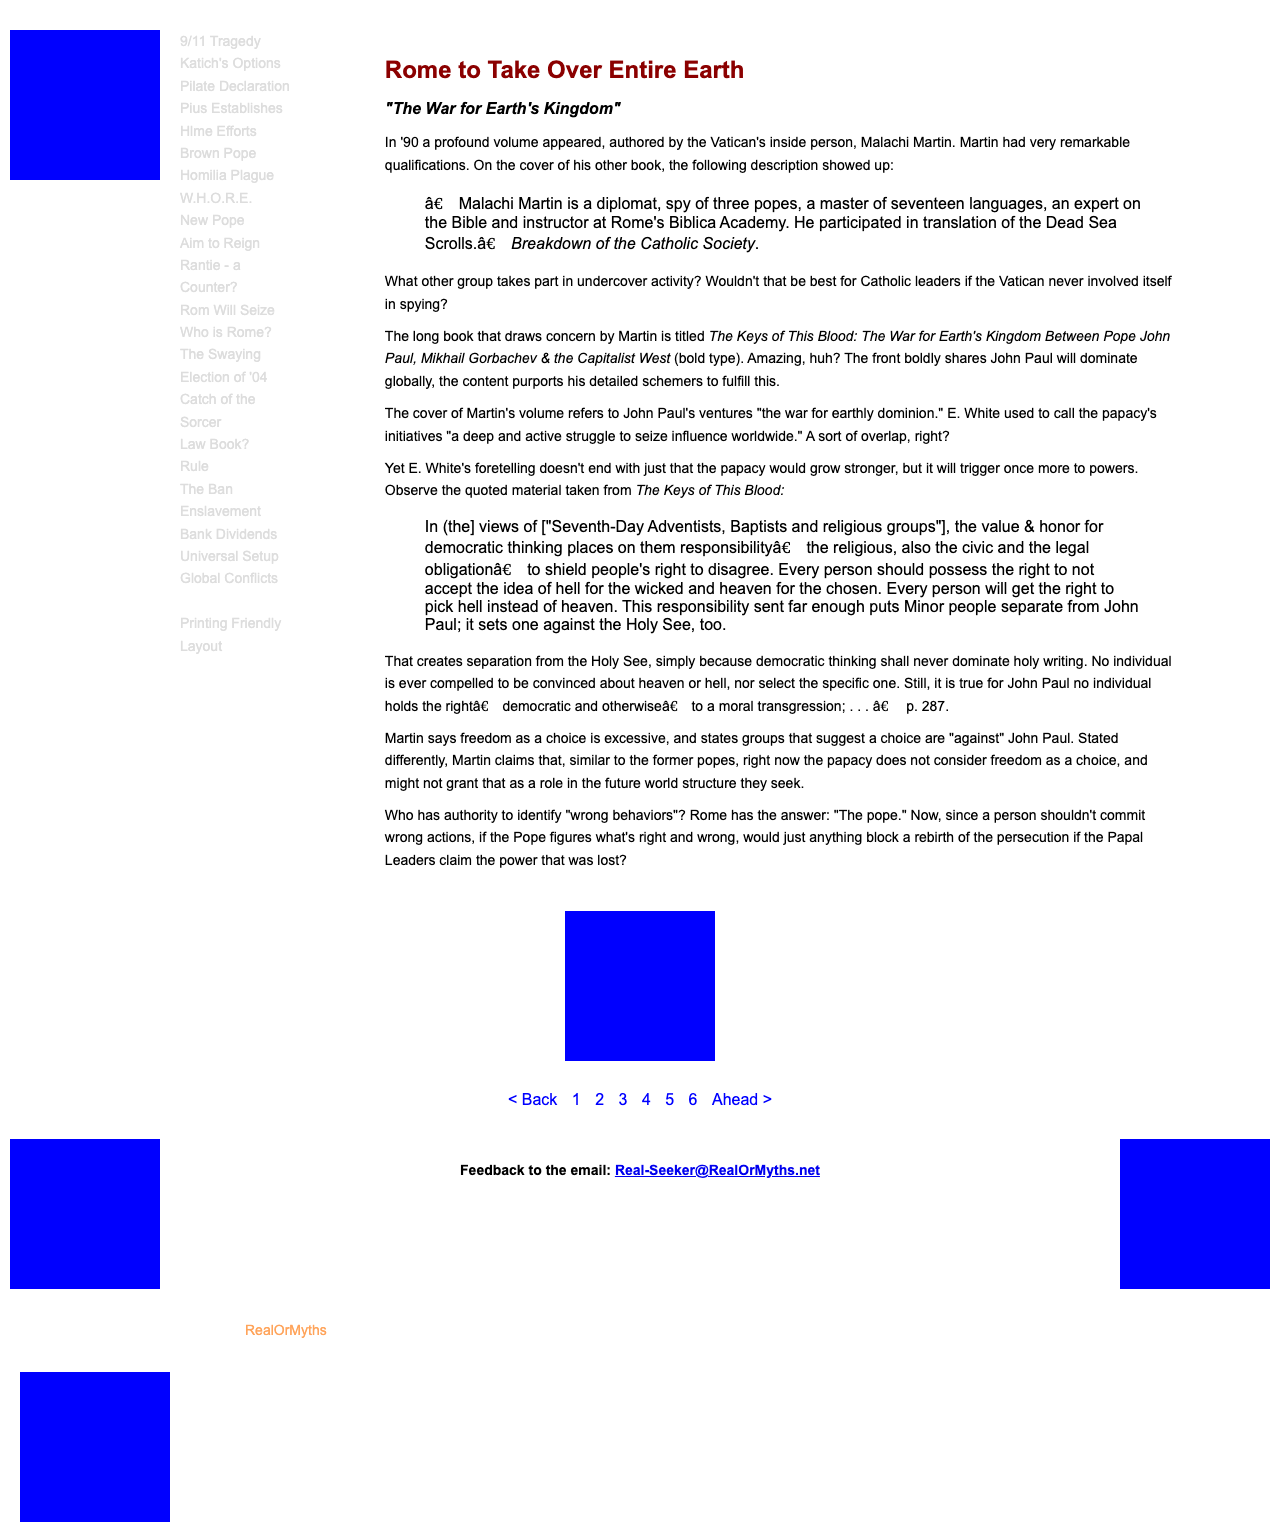 9/11 Tragedy
Katich's Options
Pilate Declaration
Pius Establishes
Hlme Efforts
Brown Pope
Homilia Plague
W.H.O.R.E.
New Pope
Aim to Reign
Rantie - a
Counter?
Rom Will Seize
Who is Rome?
The Swaying
Election of '04
Catch of the
Sorcer
Law Book?
Rule
The Ban
Enslavement
Bank Dividends
Universal Setup
Global Conflicts
Printing Friendly
Layout
Rome to Take Over Entire Earth
"The War for Earth's Kingdom"
In '90 a profound volume appeared, authored by the Vatican's inside person, Malachi Martin. Martin had very remarkable
qualifications. On the cover of his other book, the following description showed up:
â€ Malachi Martin is a diplomat, spy of three popes, a master of seventeen languages, an expert on
the Bible and instructor at Rome's Biblica Academy. He participated in translation of the Dead Sea
Scrolls.â€ Breakdown of the Catholic Society.
What other group takes part in undercover activity? Wouldn't that be best for Catholic leaders if the Vatican never involved itself
in spying?
The long book that draws concern by Martin is titled The Keys of This Blood: The War for Earth's Kingdom Between Pope John
Paul, Mikhail Gorbachev & the Capitalist West (bold type). Amazing, huh? The front boldly shares John Paul will dominate
globally, the content purports his detailed schemers to fulfill this.
The cover of Martin's volume refers to John Paul's ventures "the war for earthly dominion." E. White used to call the papacy's
initiatives "a deep and active struggle to seize influence worldwide." A sort of overlap, right?
Yet E. White's foretelling doesn't end with just that the papacy would grow stronger, but it will trigger once more to powers.
Observe the quoted material taken from The Keys of This Blood:
In (the] views of ["Seventh-Day Adventists, Baptists and religious groups"], the value & honor for
democratic thinking places on them responsibilityâ€ the religious, also the civic and the legal
obligationâ€ to shield people's right to disagree. Every person should possess the right to not
accept the idea of hell for the wicked and heaven for the chosen. Every person will get the right to
pick hell instead of heaven. This responsibility sent far enough puts Minor people separate from John
Paul; it sets one against the Holy See, too.
That creates separation from the Holy See, simply because democratic thinking shall never dominate holy writing. No individual
is ever compelled to be convinced about heaven or hell, nor select the specific one. Still, it is true for John Paul no individual
holds the rightâ€ democratic and otherwiseâ€ to a moral transgression; . . . â€ p. 287.
Martin says freedom as a choice is excessive, and states groups that suggest a choice are "against" John Paul. Stated
differently, Martin claims that, similar to the former popes, right now the papacy does not consider freedom as a choice, and
might not grant that as a role in the future world structure they seek.
Who has authority to identify "wrong behaviors"? Rome has the answer: "The pope." Now, since a person shouldn't commit
wrong actions, if the Pope figures what's right and wrong, would just anything block a rebirth of the persecution if the Papal
Leaders claim the power that was lost?
< Back 1 2 3 4 5 6 Ahead >
Feedback to the email: Real-Seeker@RealOrMyths.net
RealOrMyths